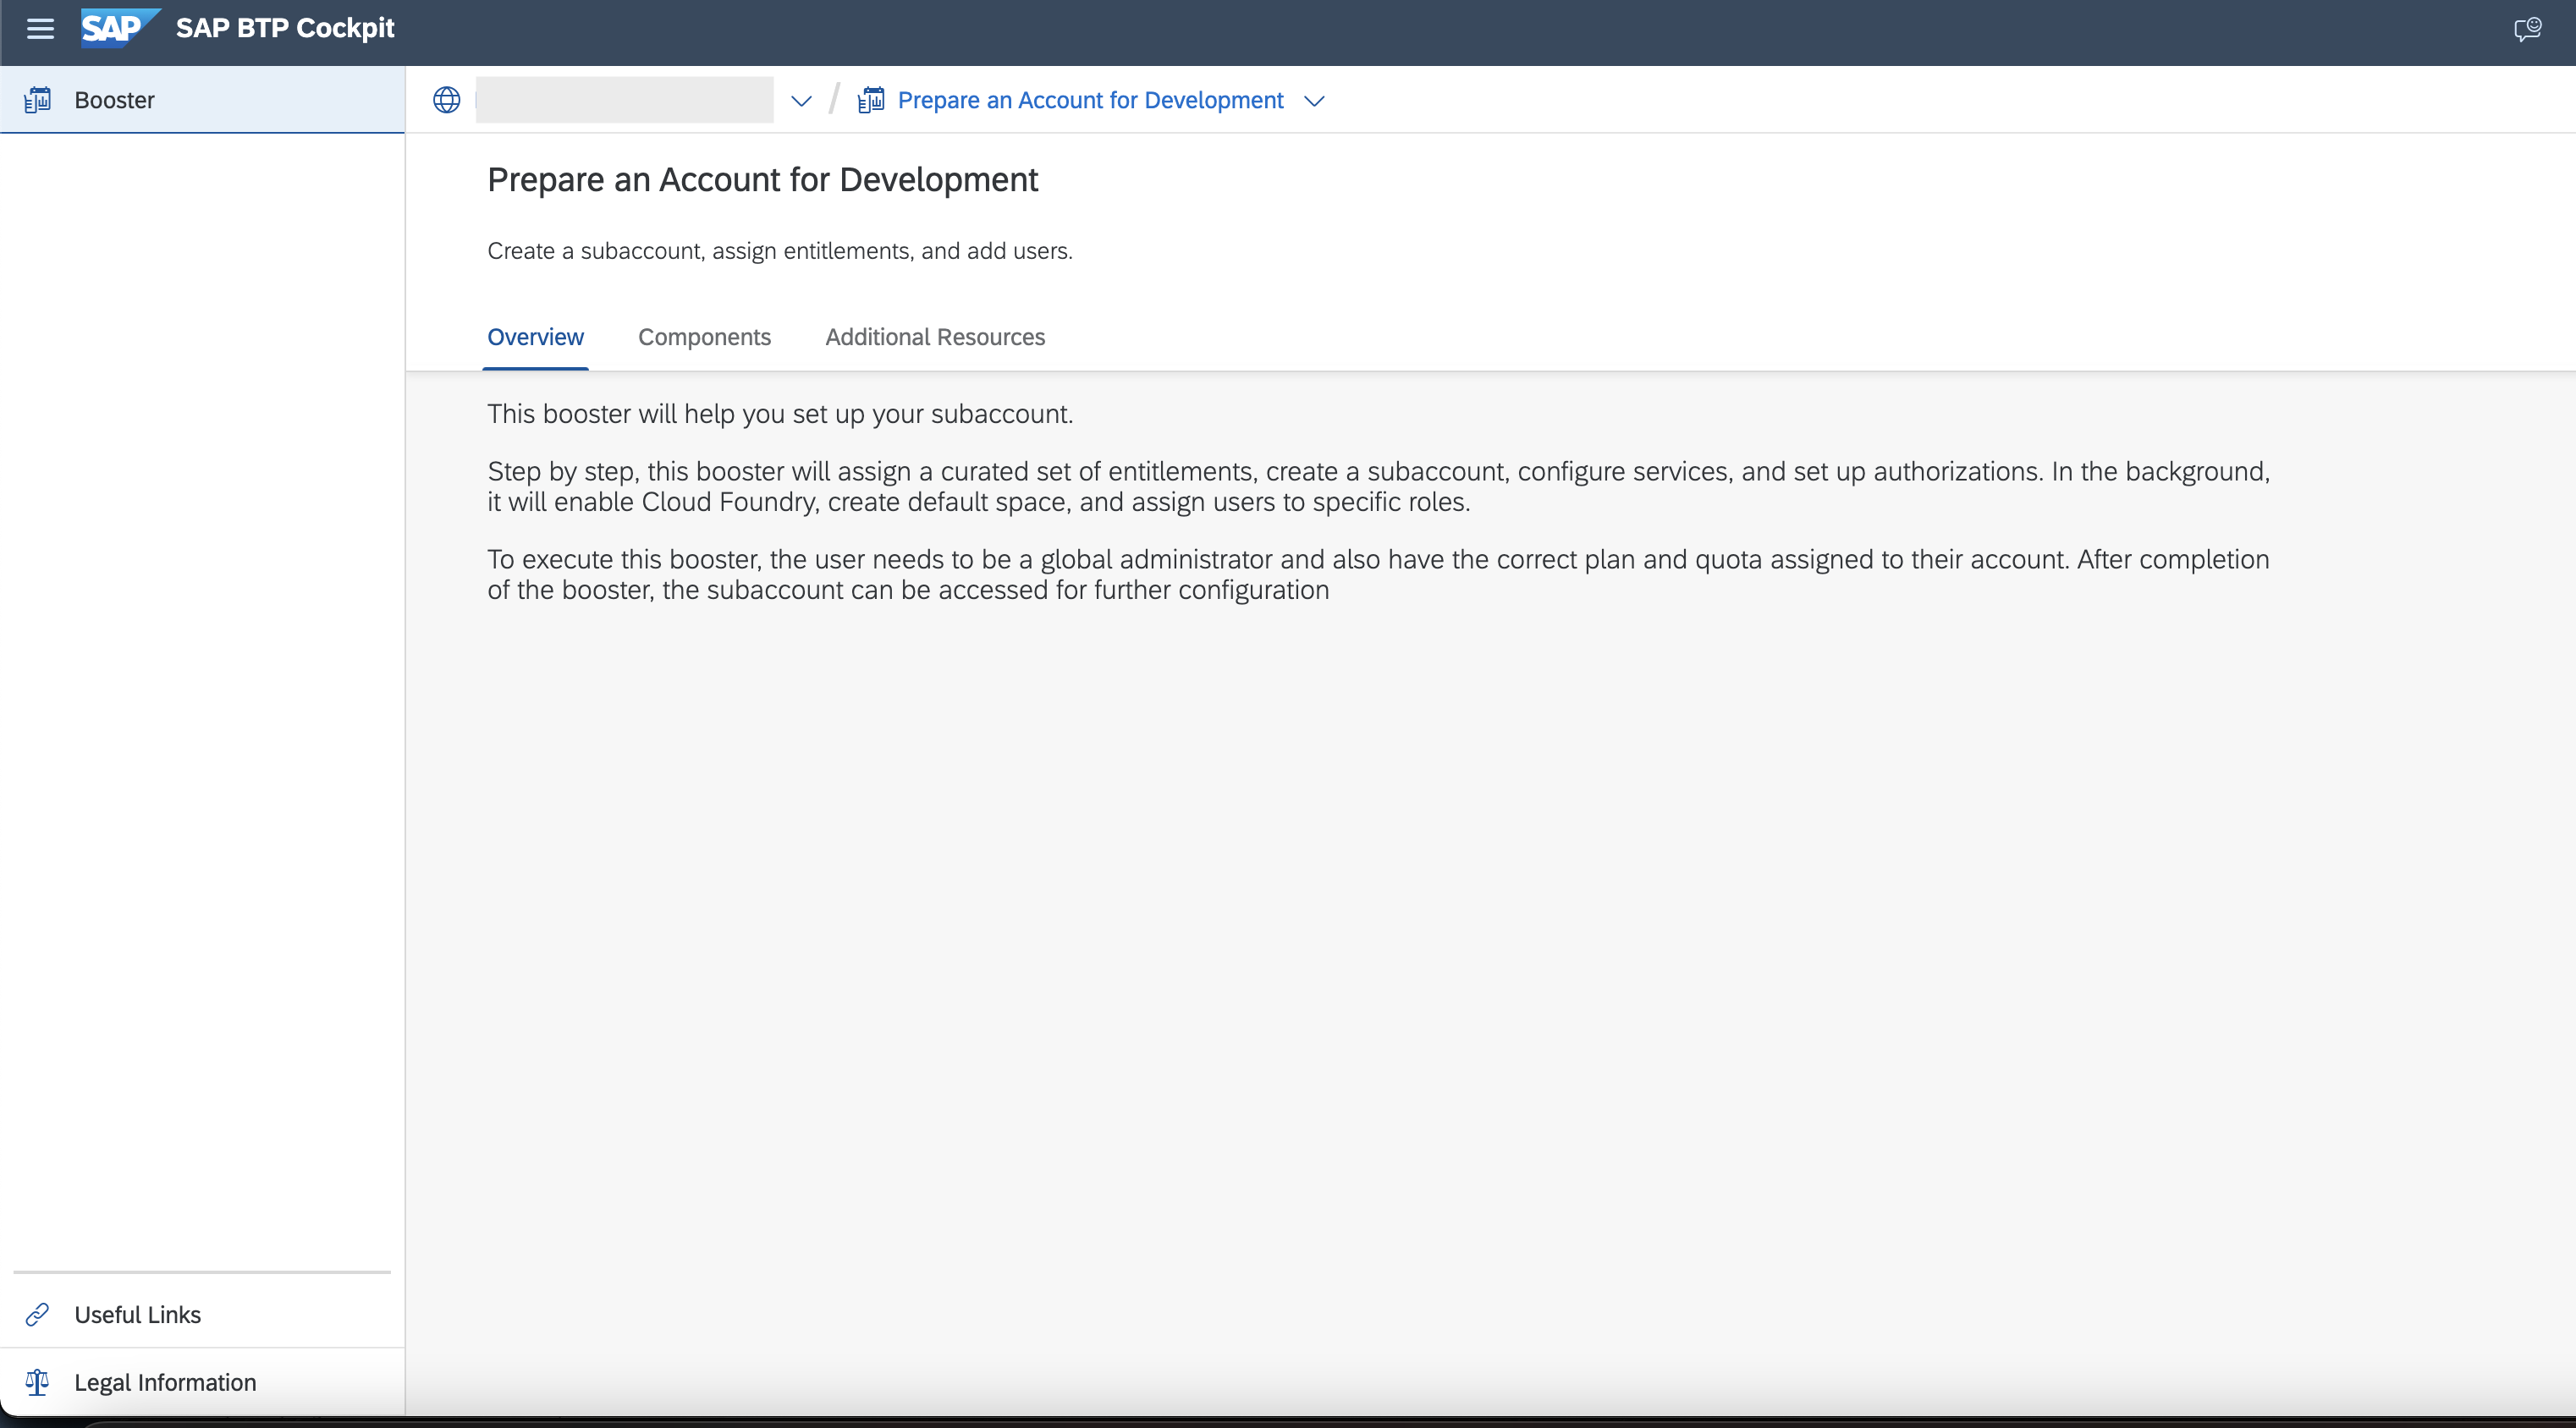 SAP SAP BTP Cockpit
Booster
Prepare an Account for Development
Prepare an Account for Development
Create a subaccount, assign entitlements, and add users.
Overview Components Additional Resources
This booster will help you set up your subaccount.
Step by step, this booster will assign a curated set of entitlements, create a subaccount, configure services, and set up authorizations. In the background,
it will enable Cloud Foundry, create default space, and assign users to specific roles.
To execute this booster, the user needs to be a global administrator and also have the correct plan and quota assigned to their account. After completion
of the booster, the subaccount can be accessed for further configuration
Useful Links
Legal Information